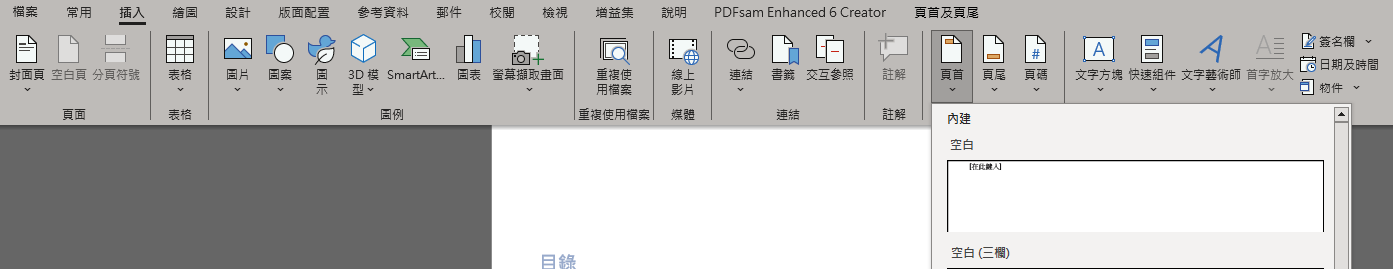 檔案 常用 插入 繪圖 設計 版面配置 參考資料 郵件 校閱 檢視 增益集 說明 PDFsam Enhanced 6 Creator 頁首及頁尾
封面頁 空白頁 分頁符號
頁面
表格
表格
圖片 圖案 圖示 3D 模型 SmartArt... 圖表 螢幕擷取畫面
圖例
重複使用檔案
重複使用檔案
線上影片
媒體
連結 書籤 交互參照
連結
註解
註解
頁首 頁尾 頁碼
#
文字方塊 快速組件 文字藝術師 首字放大
A A A
簽名欄
日期及時間
物件
內建
空白
[在此鍵入]
空白 (三欄)
目錄